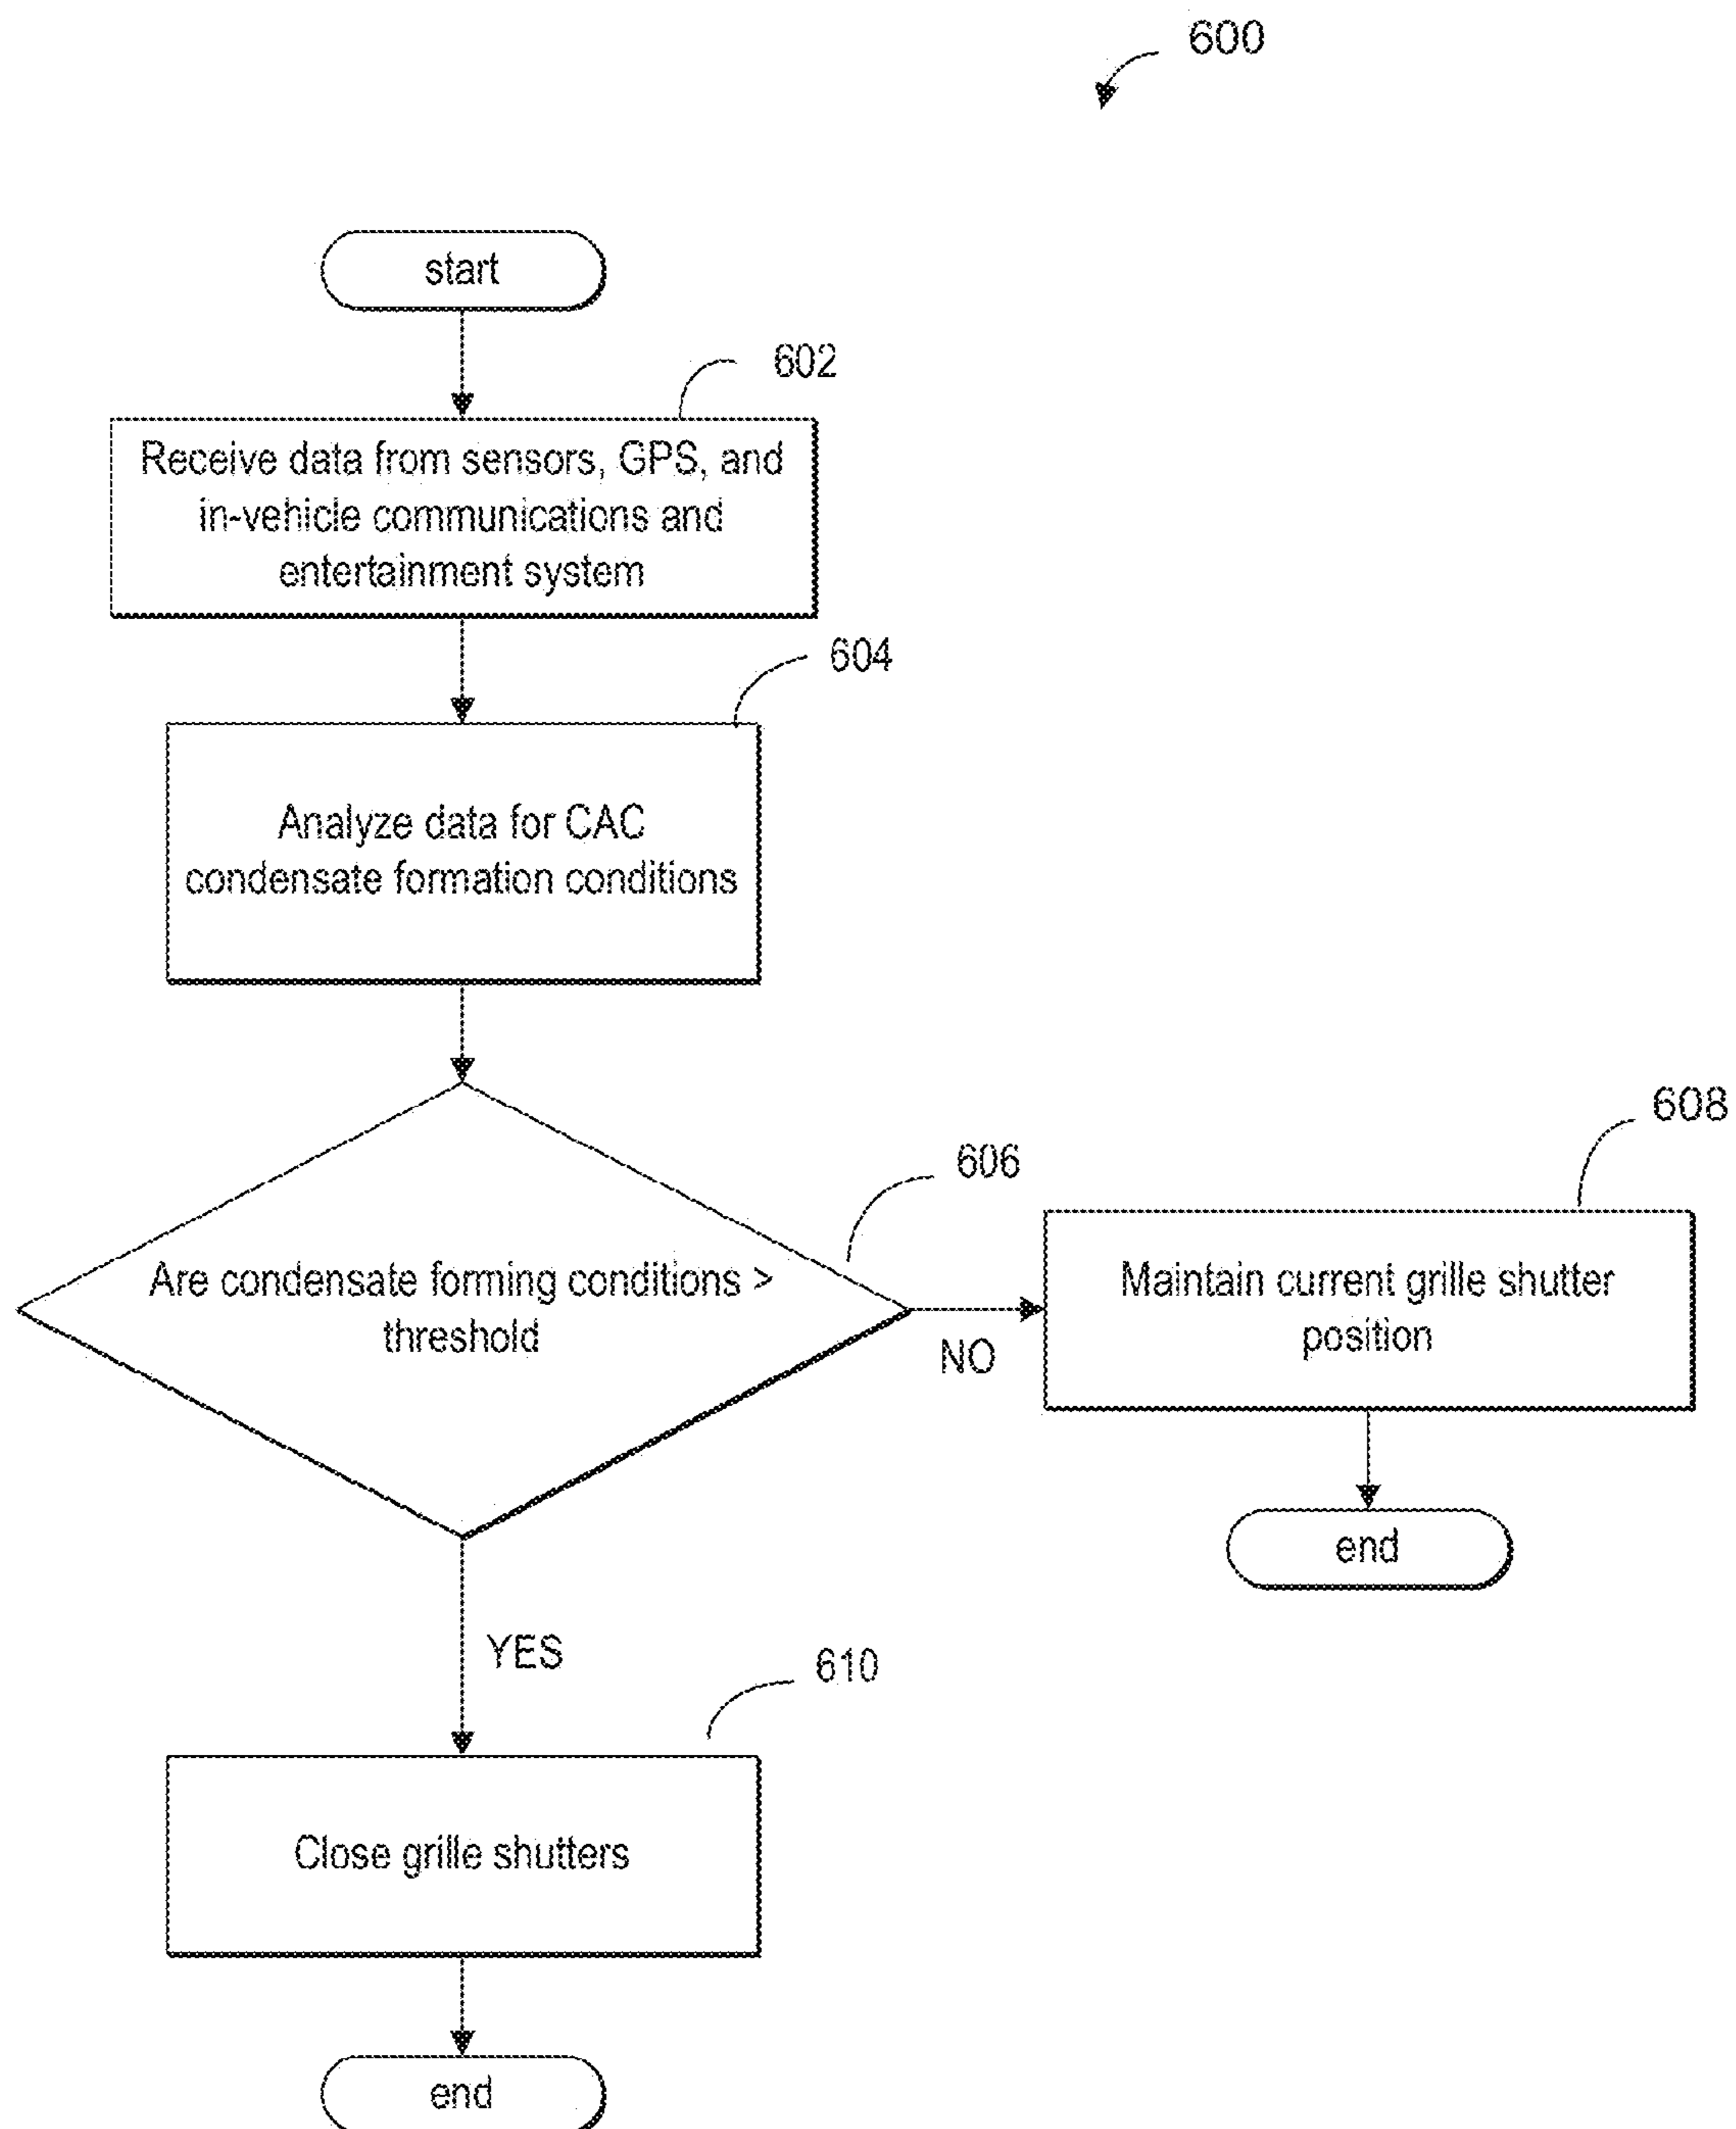 600
start
602
Receive data from sensors, GPS, and
in-vehicle communications and
entertainment system
604
Analyze data for CAC
condensate formation conditions
606
Are condensate forming conditions >
threshold
NO
608
Maintain current grille shutter
position
end
YES
610
Close grille shutters
end